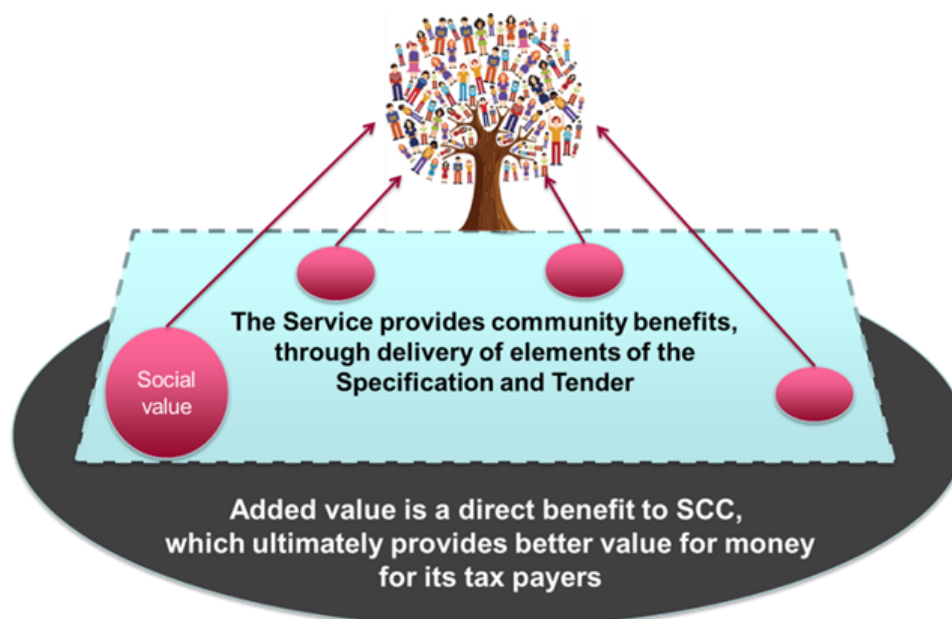 The Service provides community benefits,
through delivery of elements of the
Specification and Tender
Social
value
Added value is a direct benefit to SCC,
which ultimately provides better value for money
for its tax payers